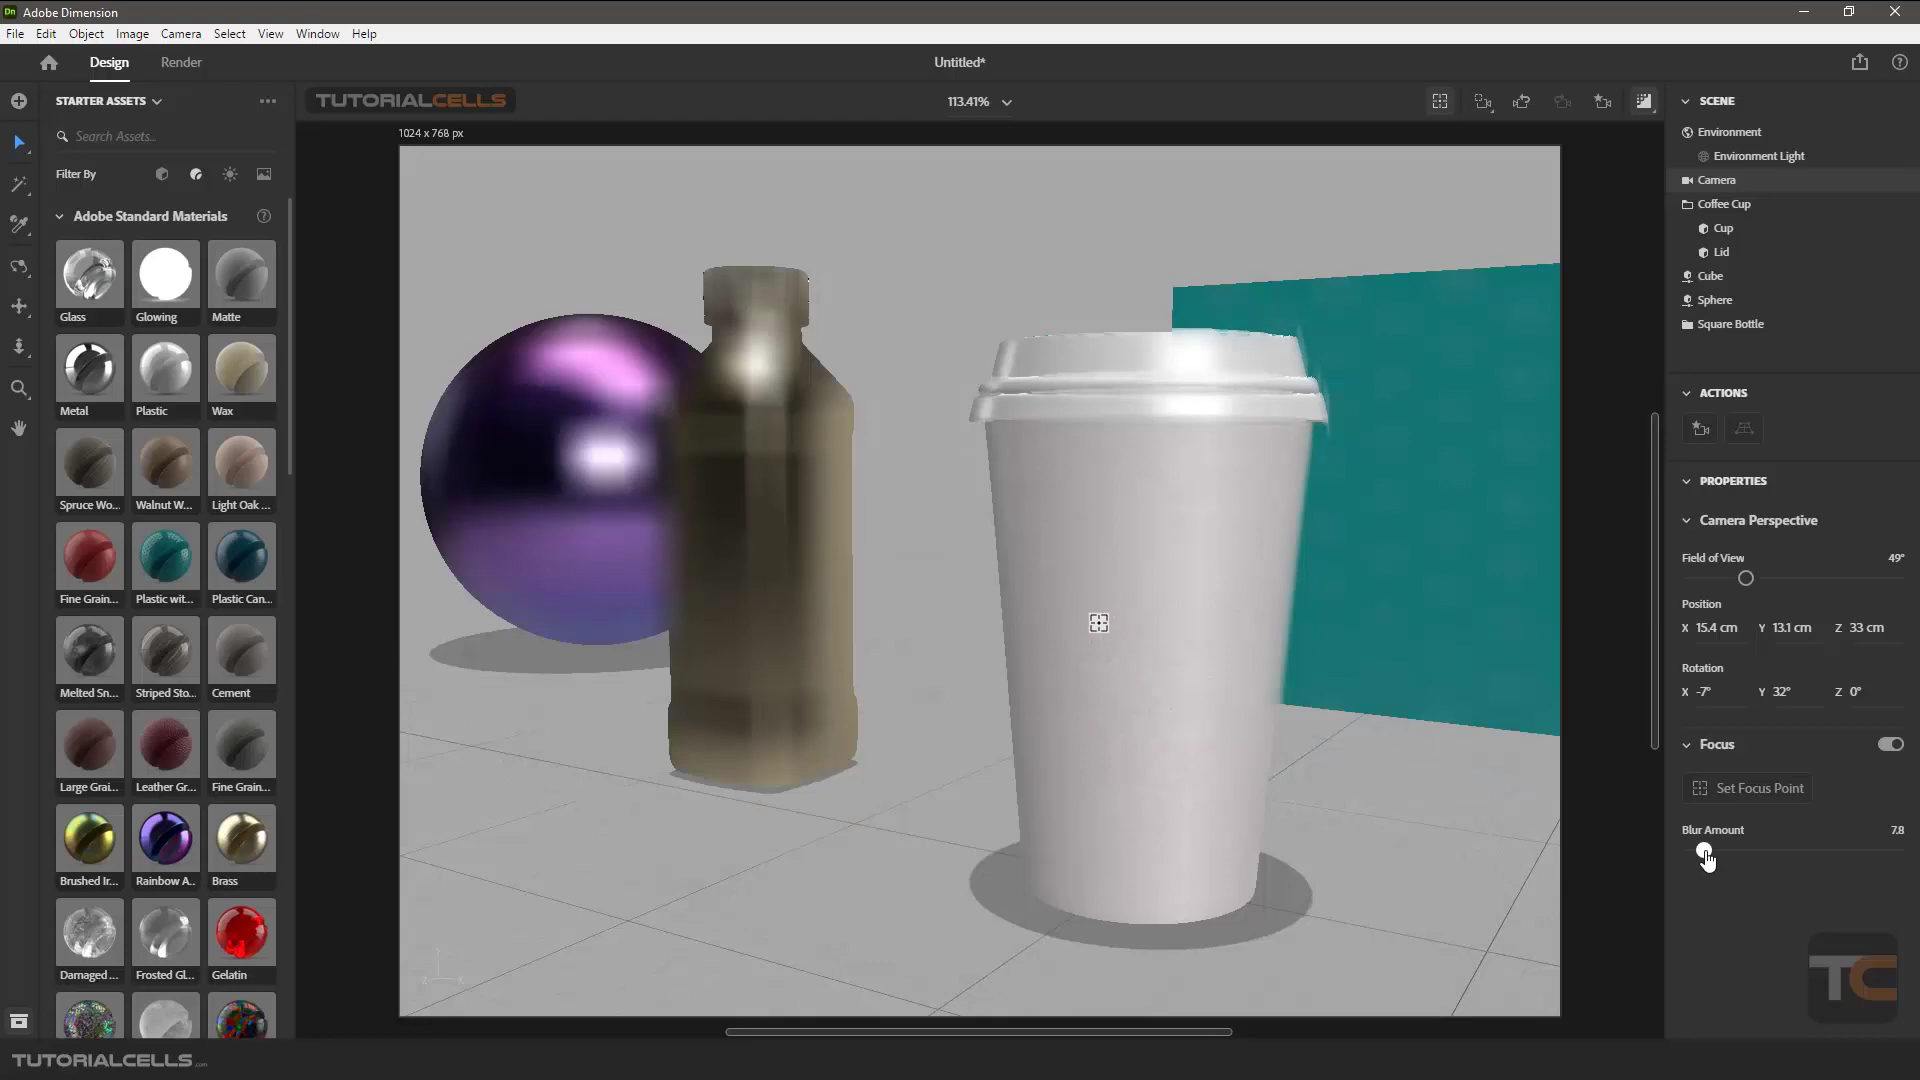 Dn Adobe Dimension
File Edit Object Image Camera Select View Window Help
Design Render Untitled*
STARTER ASSETS
Search Assets...
Filter By
Adobe Standard Materials
Glass Glowing Matte
Metal Plastic Wax
Spruce Wo... Walnut W... Light Oak ...
Fine Grain... Plastic wit... Plastic Can...
Melted Sn... Striped Sto... Cement
Large Grai... Leather Gr... Fine Grain...
Brushed Ir... Rainbow A... Brass
Damaged ... Frosted Gl... Gelatin
TUTORIALCELLS
113.41%
1024 x 768 px
Z X
SCENE
Environment
Environment Light
Camera
Coffee Cup
Cup
Lid
Cube
Sphere
Square Bottle
ACTIONS
PROPERTIES
Camera Perspective
Field of View 49°
Position
X 15.4 cm Y 13.1 cm Z 33 cm
Rotation
X -7° Y 32° Z 0°
Focus
Set Focus Point
Blur Amount 7.8
TC
TUTORIALCELLS.com